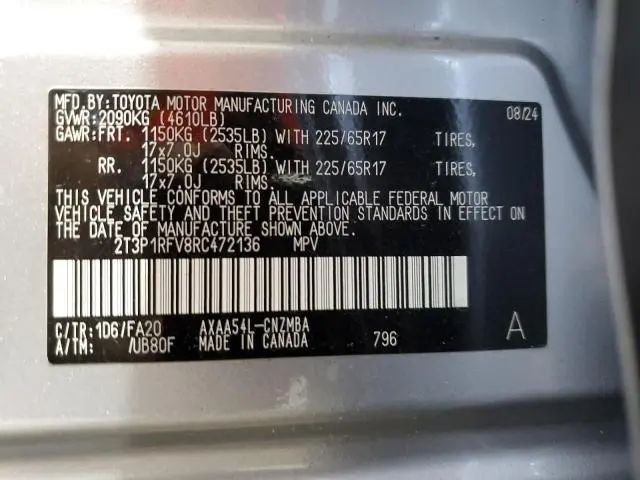 MFD.BY:TOYOTA MOTOR MANUFACTURING CANADA INC. 08/24
GVWR:2090KG (4610LB)
GAWR:FRT. 1150KG (2535LB) WITH 225/65R17 TIRES,
17x7.0J RIMS.
RR. 1150KG (2535LB) WITH 225/65R17 TIRES,
17x7.0J RIMS.
THIS VEHICLE CONFORMS TO ALL APPLICABLE FEDERAL MOTOR
VEHICLE SAFETY AND THEFT PREVENTION STANDARDS IN EFFECT ON
THE DATE OF MANUFACTURE SHOWN ABOVE.
2T3P1RFV8RC472136 MPV
C/TR:1D6/FA20 AXAA54L-CNZMBA
A/TM: /UB80F MADE IN CANADA 796 A